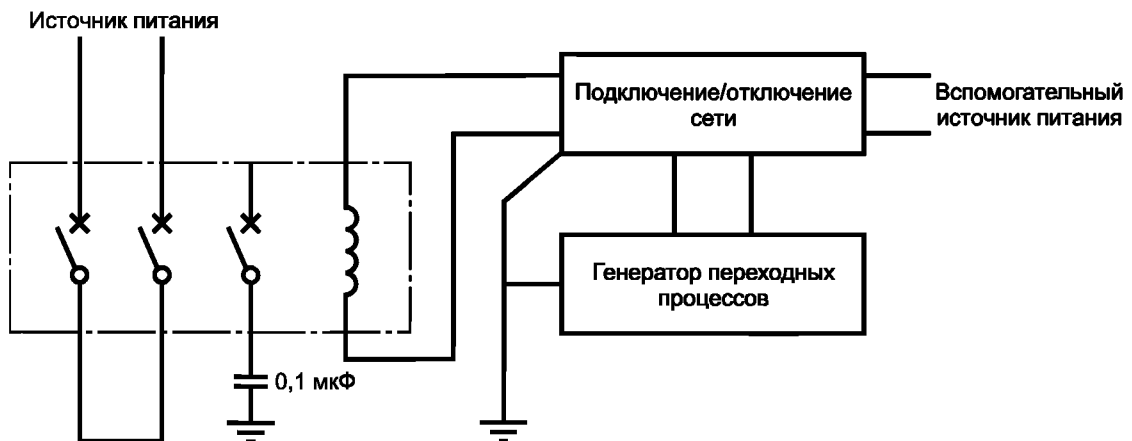 Источник питания
Подключение/отключение
сети
Вспомогательный
источник питания
Генератор переходных
процессов
0,1 мкФ